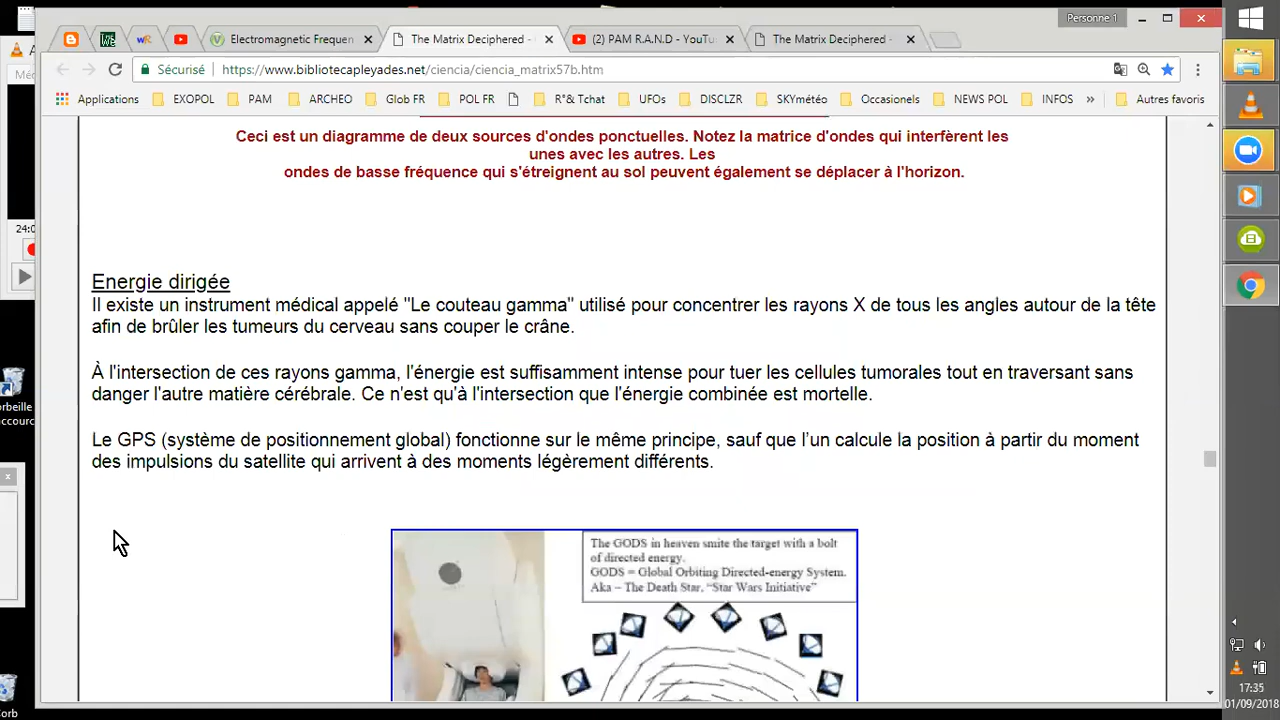 Personne 1
Electromagnetic Frequen
The Matrix Deciphered -
(2) PAM R.A.N.D - YouTu
The Matrix Deciphered -
Sécurisé
https://www.bibliotecapleyades.net/ciencia/ciencia_matrix57b.htm
Applications
EXOPOL
PAM
ARCHEO
Glob FR
POL FR
R°& Tchat
UFOs
DISCLZR
SKYmétéo
Occasionels
NEWS POL
INFOS
»
Autres favoris
Ceci est un diagramme de deux sources d'ondes ponctuelles. Notez la matrice d'ondes qui interfèrent les
unes avec les autres. Les
ondes de basse fréquence qui s'étreignent au sol peuvent également se déplacer à l'horizon.
Energie dirigée
Il existe un instrument médical appelé "Le couteau gamma" utilisé pour concentrer les rayons X de tous les angles autour de la tête
afin de brûler les tumeurs du cerveau sans couper le crâne.
À l'intersection de ces rayons gamma, l'énergie est suffisamment intense pour tuer les cellules tumorales tout en traversant sans
danger l'autre matière cérébrale. Ce n'est qu'à l'intersection que l'énergie combinée est mortelle.
Le GPS (système de positionnement global) fonctionne sur le même principe, sauf que l’un calcule la position à partir du moment
des impulsions du satellite qui arrivent à des moments légèrement différents.
The GODS in heaven smite the target with a bolt
of directed energy.
GODS = Global Orbiting Directed-energy System.
Aka – The Death Star, “Star Wars Initiative”
Mé
24:0
orbeille
accour
Corb
17:35
01/09/2018